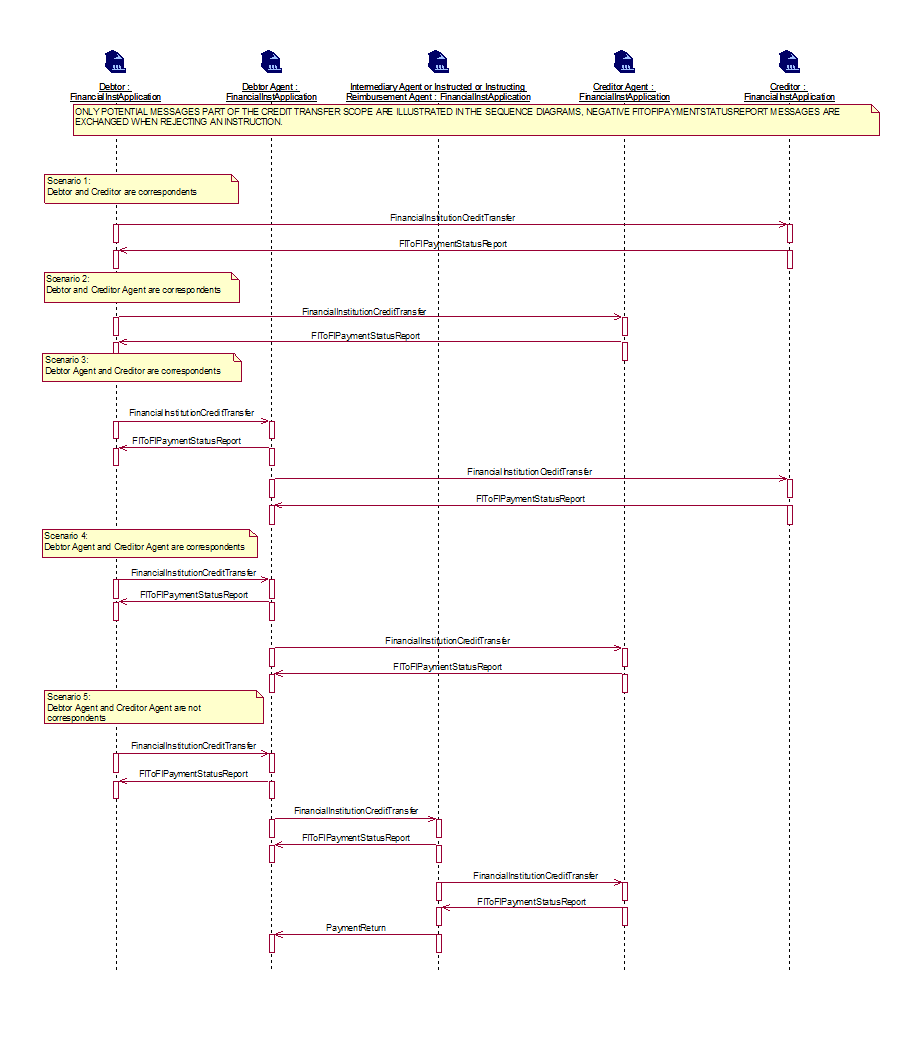 Debtor :
FinancialInstApplication
Debtor Agent :
FinancialInstApplication
Intermediary Agent or Instructed or Instructing
Reimbursement Agent : FinancialInstApplication
Creditor Agent :
FinancialInstApplication
Creditor :
FinancialInstApplication
ONLY POTENTIAL MESSAGES PART OF THE CREDIT TRANSFER SCOPE ARE ILLUSTRATED IN THE SEQUENCE DIAGRAMS, NEGATIVE FITOFIPAYMENTSTATUSREPORT MESSAGES ARE
EXCHANGED WHEN REJECTING AN INSTRUCTION.
Scenario 1:
Debtor and Creditor are correspondents
FinancialInstitutionCreditTransfer
FIToFIPaymentStatusReport
Scenario 2:
Debtor and Creditor Agent are correspondents
FinancialInstitutionCreditTransfer
FIToFIPaymentStatusReport
Scenario 3:
Debtor Agent and Creditor are correspondents
FinancialInstitutionCreditTransfer
FIToFIPaymentStatusReport
FinancialInstitutionCreditTransfer
FIToFIPaymentStatusReport
Scenario 4:
Debtor Agent and Creditor Agent are correspondents
FinancialInstitutionCreditTransfer
FIToFIPaymentStatusReport
FinancialInstitutionCreditTransfer
FIToFIPaymentStatusReport
Scenario 5:
Debtor Agent and Creditor Agent are not
correspondents
FinancialInstitutionCreditTransfer
FIToFIPaymentStatusReport
FinancialInstitutionCreditTransfer
FIToFIPaymentStatusReport
FinancialInstitutionCreditTransfer
FIToFIPaymentStatusReport
PaymentReturn